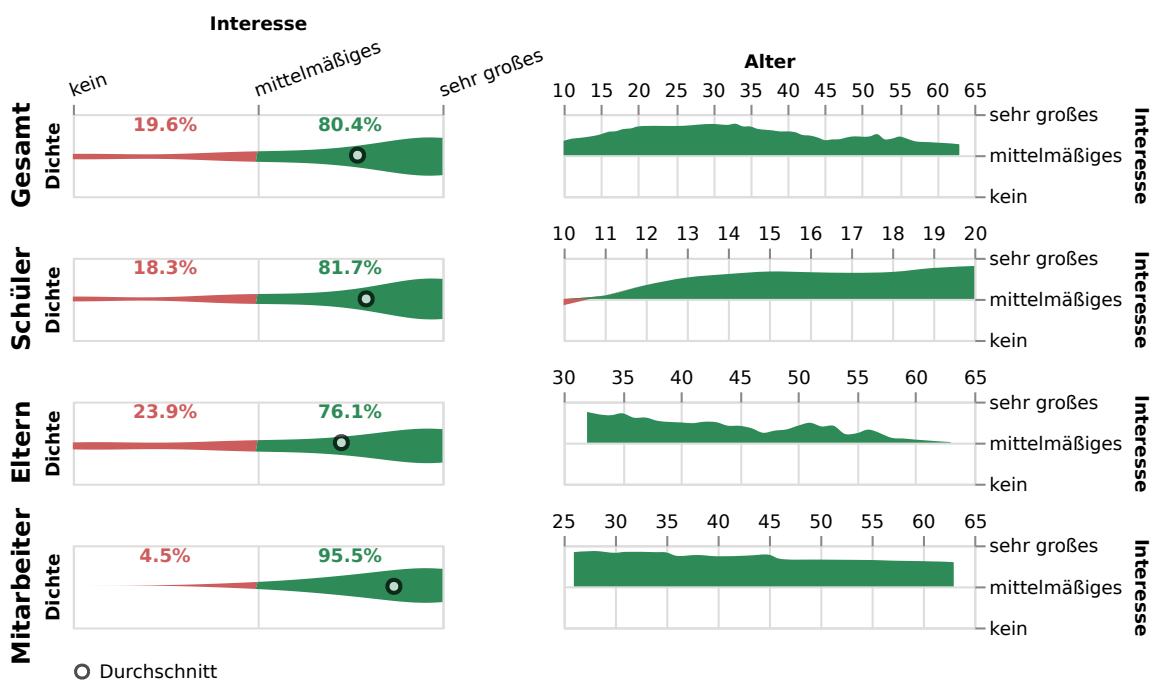 Interesse
kein mittelmäßiges sehr großes
Alter
10 15 20 25 30 35 40 45 50 55 60 65
Gesamt
Dichte
19.6% 80.4%
sehr großes
mittelmäßiges
kein
Interesse
10 11 12 13 14 15 16 17 18 19 20
Schüler
Dichte
18.3% 81.7%
sehr großes
mittelmäßiges
kein
Interesse
30 35 40 45 50 55 60 65
Eltern
Dichte
23.9% 76.1%
sehr großes
mittelmäßiges
kein
Interesse
25 30 35 40 45 50 55 60 65
Mitarbeiter
Dichte
4.5% 95.5%
sehr großes
mittelmäßiges
kein
Interesse
Durchschnitt